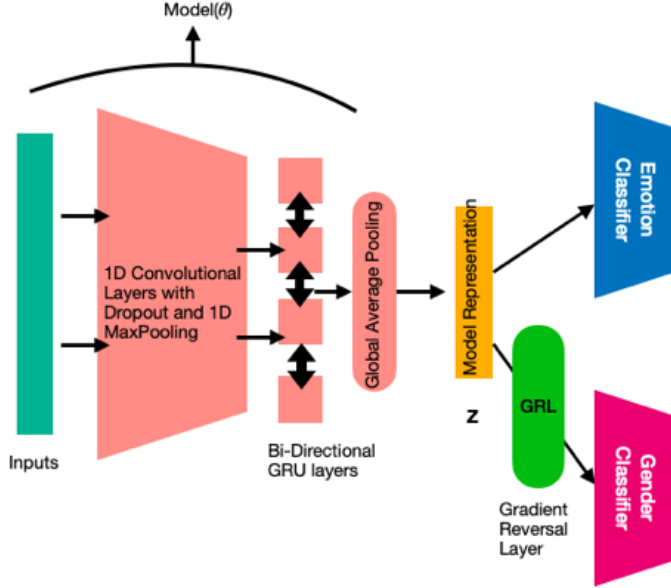 Model(θ)
Inputs
1D Convolutional
Layers with
Dropout and 1D
MaxPooling
Bi-Directional
GRU layers
Global Average Pooling
Model Representation
z
GRL
Gradient
Reversal
Layer
Emotion
Classifier
Gender
Classifier